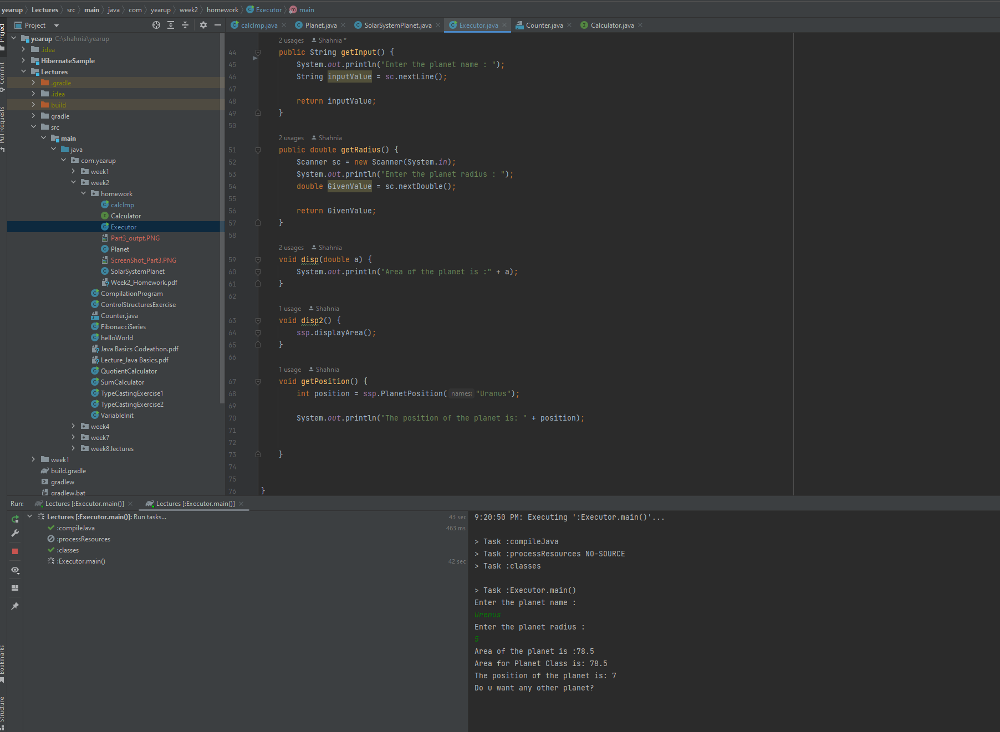 yearup Lectures src main java com yearup week2 homework Executor main
Project
calcImp.java Planet.java SolarSystemPlanet.java Executor.java Counter.java Calculator.java
Project
Commit
Pull Requests
Bookmarks
Structure
yearup C:\shahnia\yearup
.idea
HibernateSample
Lectures
.gradle
.idea
build
gradle
src
main
java
com.yearup
week1
week2
homework
calcImp
Calculator
Executor
Part3_outpt.PNG
Planet
ScreenShot_Part3.PNG
SolarSystemPlanet
Week2_Homework.pdf
CompilationProgram
ControlStructuresExercise
Counter.java
FibonacciSeries
helloWorld
Java Basics Codeathon.pdf
Lecture_Java Basics.pdf
QuotientCalculator
SumCalculator
TypeCastingExercise1
TypeCastingExercise2
VariableInit
week4
week7
week8.lectures
week1
build.gradle
gradlew
gradlew.bat
2 usages Shahnia *
44 public String getInput() {
45 System.out.println("Enter the planet name : ");
46 String inputValue = sc.nextLine();
47
48 return inputValue;
49 }
50
2 usages Shahnia
51 public double getRadius() {
52 Scanner sc = new Scanner(System.in);
53 System.out.println("Enter the planet radius : ");
54 double GivenValue = sc.nextDouble();
55
56 return GivenValue;
57 }
58
2 usages Shahnia
59 void disp(double a) {
60 System.out.println("Area of the planet is :" + a);
61 }
62
1 usage Shahnia
63 void disp2() {
64 ssp.displayArea();
65 }
66
1 usage Shahnia
67 void getPosition() {
68 int position = ssp.PlanetPosition( names: "Uranus");
69
70 System.out.println("The position of the planet is: " + position);
71
72
73 }
74
75
76 }
Run: Lectures [:Executor.main()] Lectures [:Executor.main()]
Lectures [:Executor.main()]: Run tasks... 43 sec
:compileJava 463 ms
:processResources
:classes
:Executor.main() 42 sec
9:20:50 PM: Executing ':Executor.main()'...
> Task :compileJava
> Task :processResources NO-SOURCE
> Task :classes
> Task :Executor.main()
Enter the planet name :
Urenus
Enter the planet radius :
5
Area of the planet is :78.5
Area for Planet Class is: 78.5
The position of the planet is: 7
Do u want any other planet?